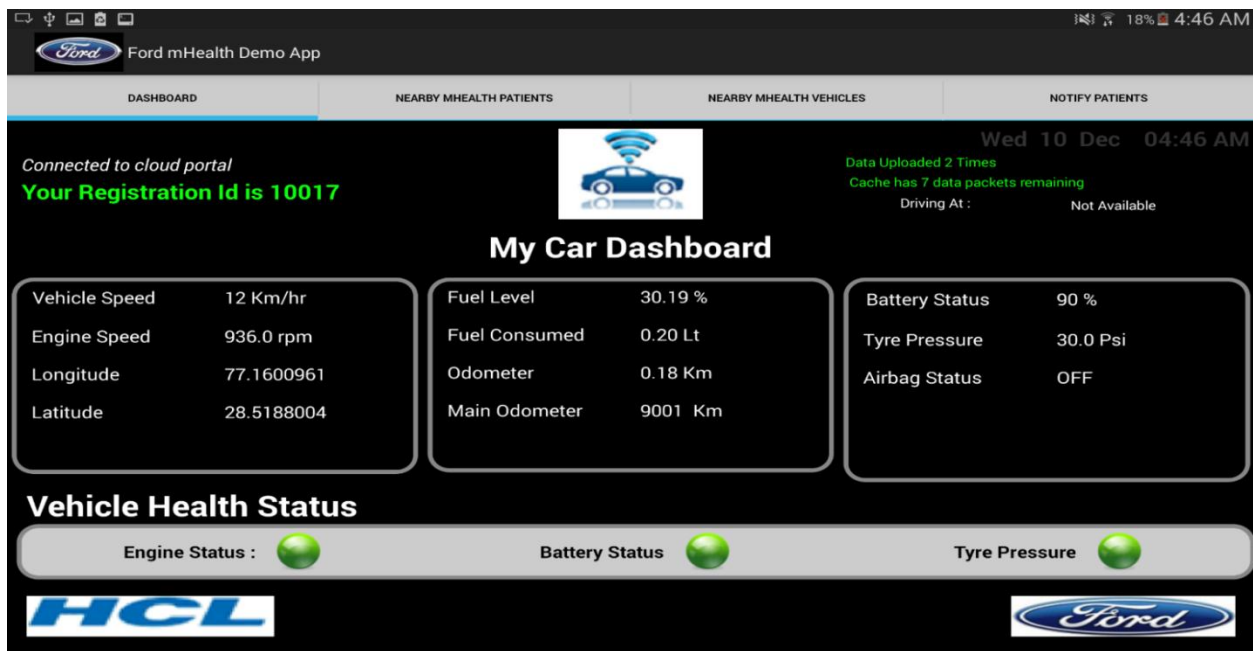 18% 4:46 AM
Ford Ford mHealth Demo App
DASHBOARD NEARBY MHEALTH PATIENTS NEARBY MHEALTH VEHICLES NOTIFY PATIENTS
Wed 10 Dec 04:46 AM
Connected to cloud portal
Your Registration Id is 10017
Data Uploaded 2 Times
Cache has 7 data packets remaining
Driving At : Not Available
My Car Dashboard
Vehicle Speed 12 Km/hr
Engine Speed 936.0 rpm
Longitude 77.1600961
Latitude 28.5188004
Fuel Level 30.19 %
Fuel Consumed 0.20 Lt
Odometer 0.18 Km
Main Odometer 9001 Km
Battery Status 90 %
Tyre Pressure 30.0 Psi
Airbag Status OFF
Vehicle Health Status
Engine Status : Battery Status Tyre Pressure
HCL Ford